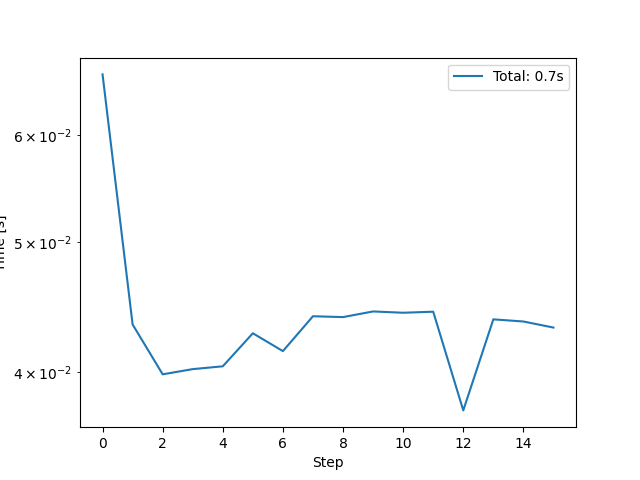 Total: 0.7s
6 × 10⁻²
5 × 10⁻²
4 × 10⁻²
Time [s]
0 2 4 6 8 10 12 14
Step